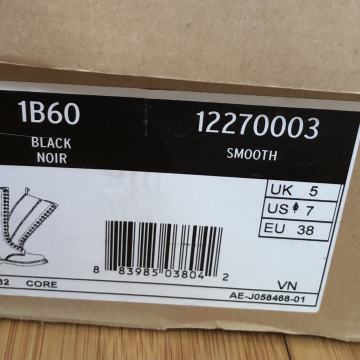 1B60 12270003
BLACK SMOOTH
NOIR
UK 5
US 7
EU 38
8 83985 03804 2
CORE VN
AE-J058468-01